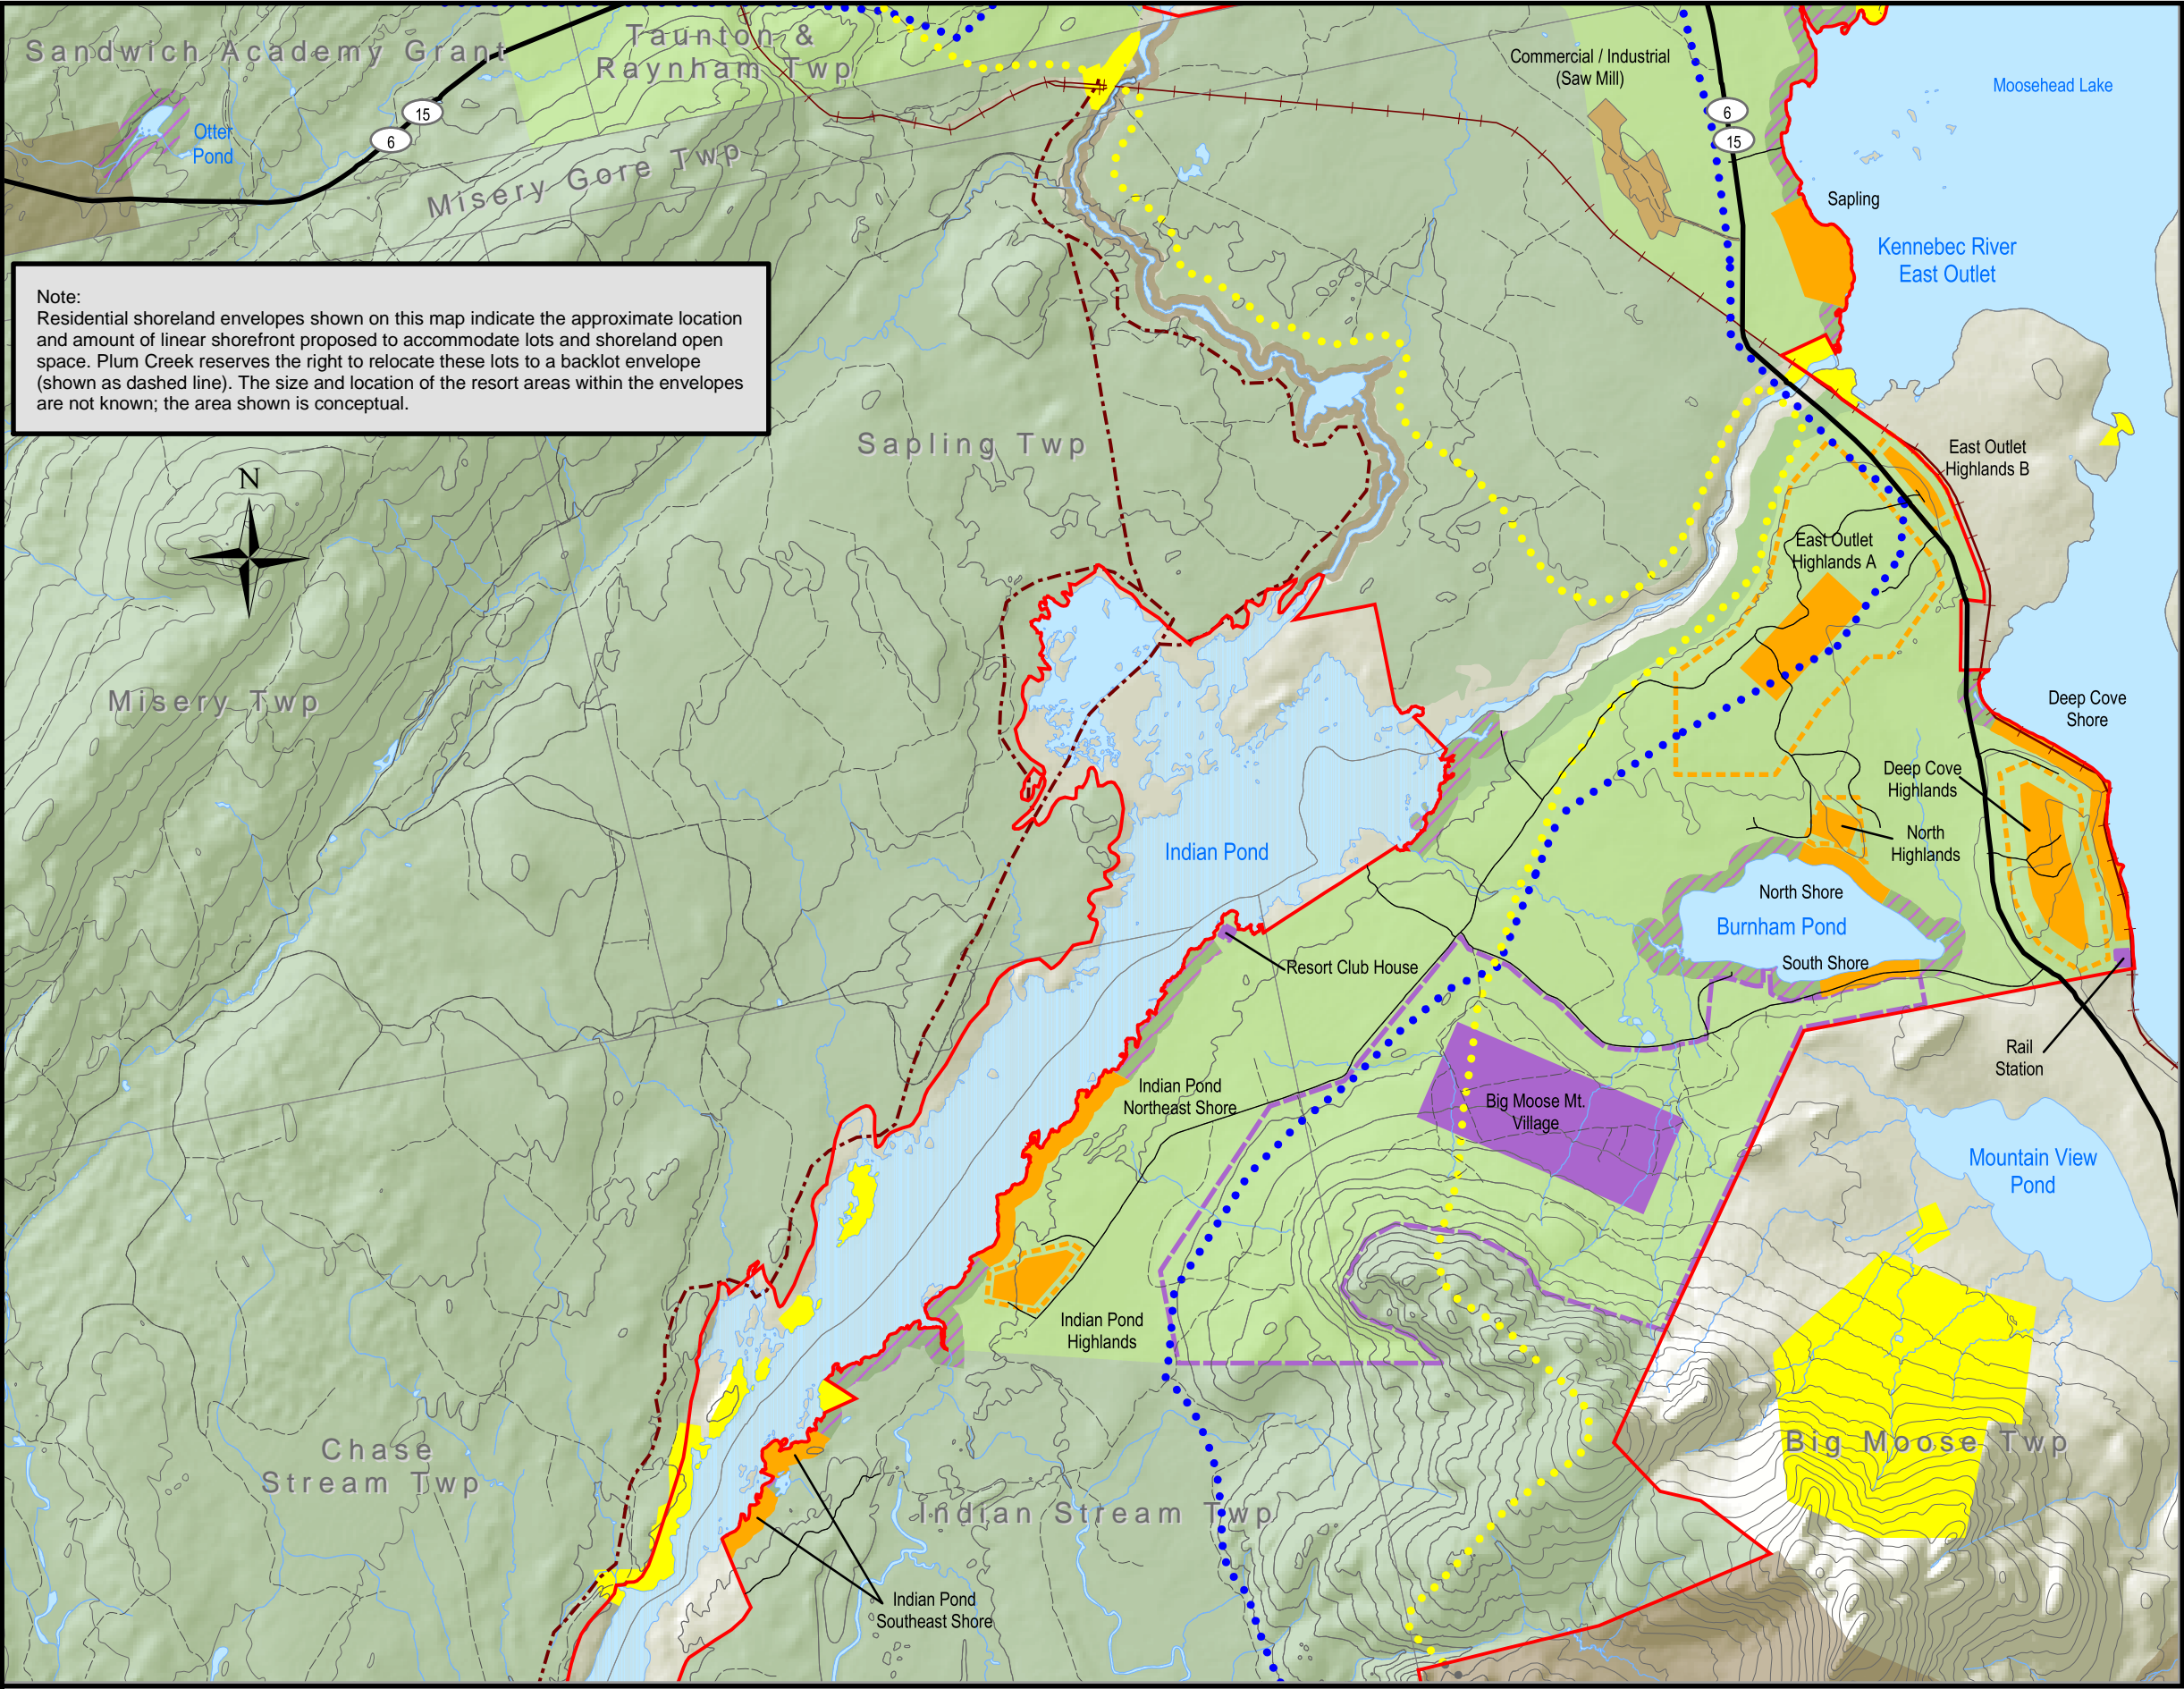 Sandwich Academy Grant
Taunton &
Raynham Twp
Commercial / Industrial
(Saw Mill)
Moosehead Lake
15
6
6
15
Otter
Pond
Misery Gore Twp
Sapling
Kennebec River
East Outlet
Note:
Residential shoreland envelopes shown on this map indicate the approximate location
and amount of linear shorefront proposed to accommodate lots and shoreland open
space. Plum Creek reserves the right to relocate these lots to a backlot envelope
(shown as dashed line). The size and location of the resort areas within the envelopes
are not known; the area shown is conceptual.
Sapling Twp
East Outlet
Highlands B
N
East Outlet
Highlands A
Misery Twp
Deep Cove
Shore
Deep Cove
Highlands
North
Highlands
Indian Pond
North Shore
Burnham Pond
South Shore
Resort Club House
Rail
Station
Indian Pond
Northeast Shore
Big Moose Mt.
Village
Mountain View
Pond
Indian Pond
Highlands
Chase
Stream Twp
Big Moose Twp
Indian Stream Twp
Indian Pond
Southeast Shore